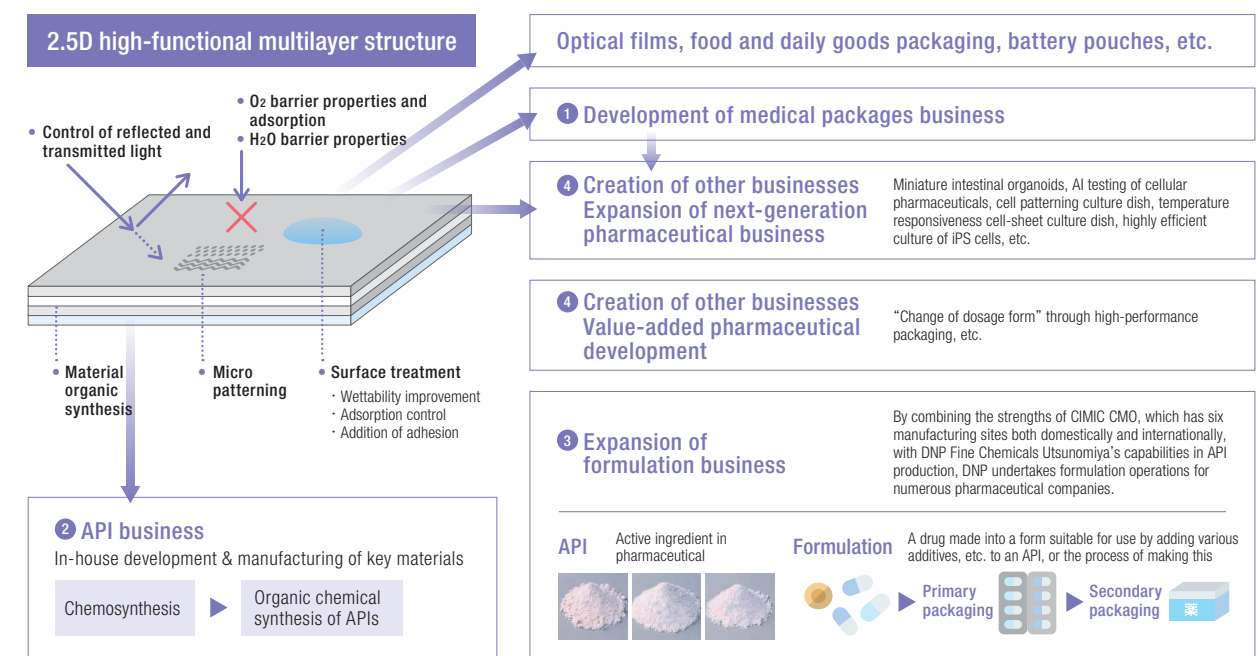 2.5D high-functional multilayer structure
• O2 barrier properties and
adsorption
• H2O barrier properties
• Control of reflected and
transmitted light
• Material
organic
synthesis
• Micro
patterning
• Surface treatment
・Wettability improvement
・Adsorption control
・Addition of adhesion
2 API business
In-house development & manufacturing of key materials
Chemosynthesis
Organic chemical
synthesis of APIs
Optical films, food and daily goods packaging, battery pouches, etc.
1 Development of medical packages business
4 Creation of other businesses
Expansion of next-generation
pharmaceutical business
Miniature intestinal organoids, AI testing of cellular
pharmaceuticals, cell patterning culture dish, temperature
responsiveness cell-sheet culture dish, highly efficient
culture of iPS cells, etc.
4 Creation of other businesses
Value-added pharmaceutical
development
“Change of dosage form” through high-performance
packaging, etc.
3 Expansion of
formulation business
By combining the strengths of CIMIC CMO, which has six
manufacturing sites both domestically and internationally,
with DNP Fine Chemicals Utsunomiya’s capabilities in API
production, DNP undertakes formulation operations for
numerous pharmaceutical companies.
API
Active ingredient in
pharmaceutical
Formulation
A drug made into a form suitable for use by adding various
additives, etc. to an API, or the process of making this
Primary
packaging
Secondary
packaging
薬